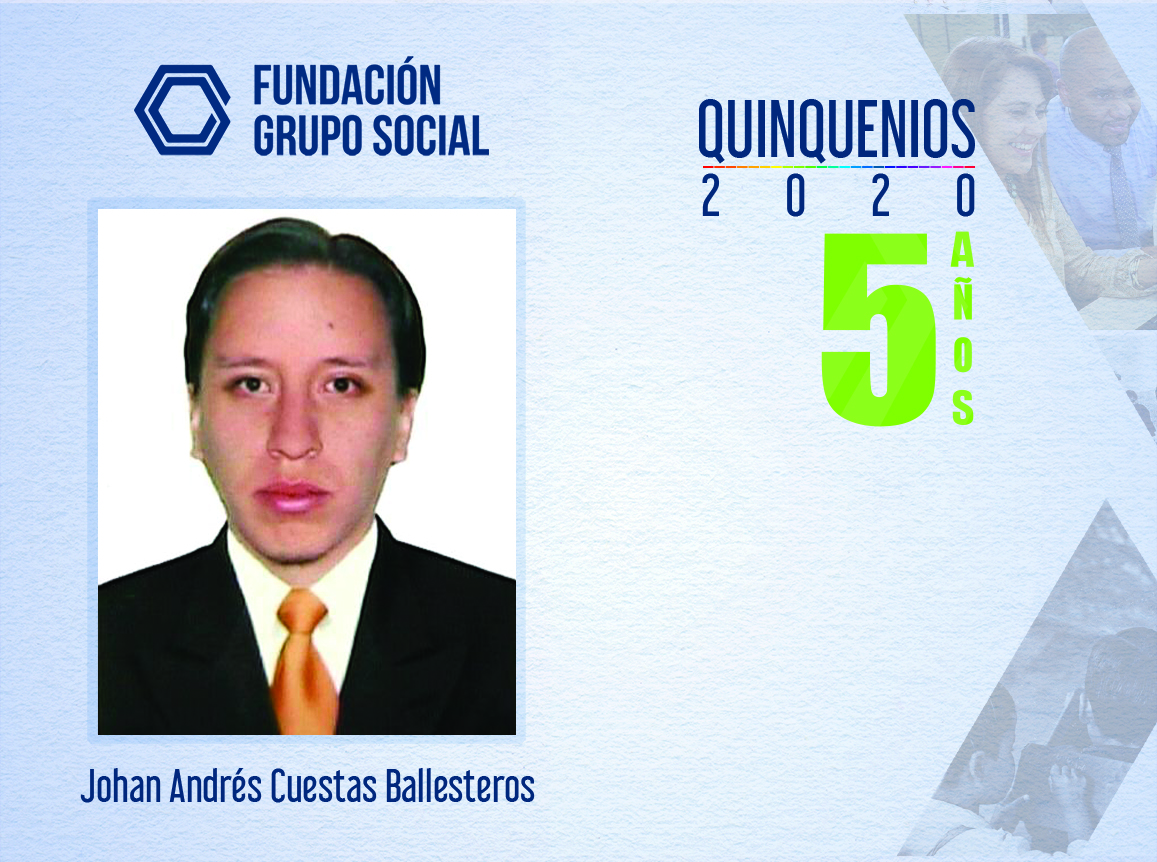 FUNDACIÓN
GRUPO SOCIAL
QUINQUENIOS
2020
5 AÑOS
Johan Andrés Cuestas Ballesteros